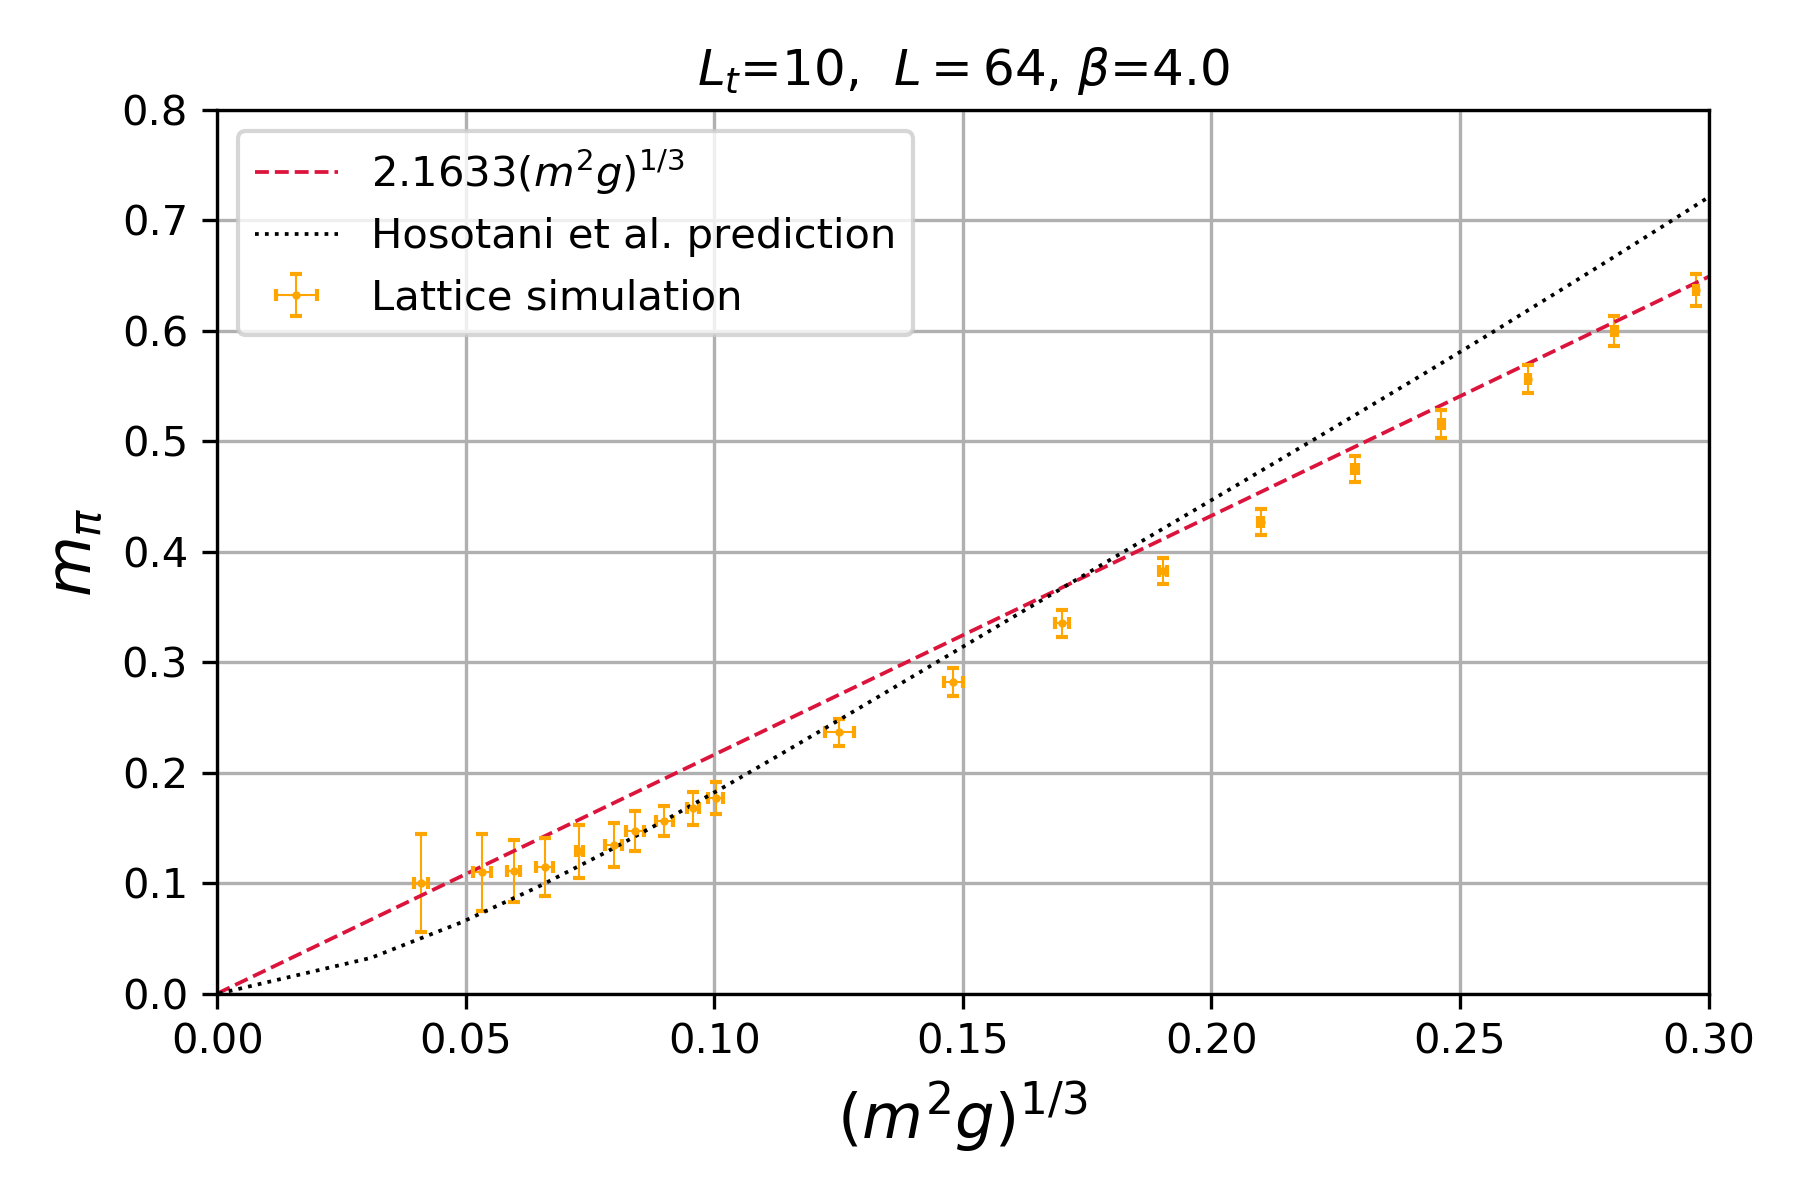 L_t=10, L = 64, β=4.0
0.8
0.7
0.6
0.5
0.4
0.3
0.2
0.1
0.0
m_π
2.1633(m²g)^{1/3}
Hosotani et al. prediction
Lattice simulation
0.00 0.05 0.10 0.15 0.20 0.25 0.30
(m²g)^{1/3}